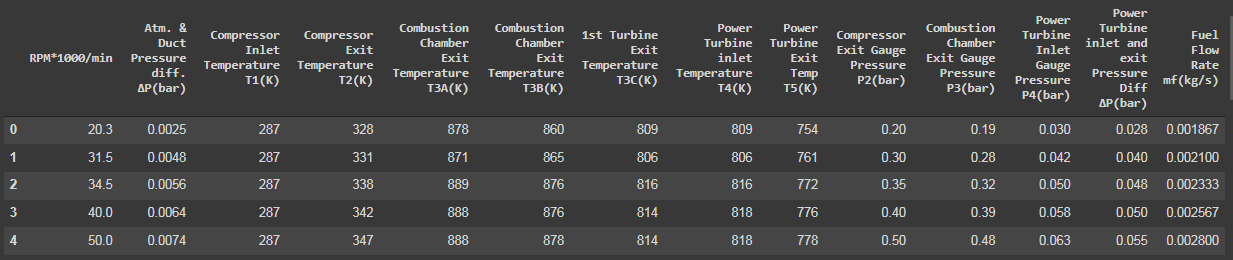 RPM*1000/min Atm. & Duct Pressure diff. ΔP(bar) Compressor Inlet Temperature T1(K) Compressor Exit Temperature T2(K) Combustion Chamber Exit Temperature T3A(K) Combustion Chamber Exit Temperature T3B(K) 1st Turbine Exit Temperature T3C(K) Power Turbine inlet Temperature T4(K) Power Turbine Exit Temp T5(K) Compressor Exit Gauge Pressure P2(bar) Combustion Chamber Exit Gauge Pressure P3(bar) Power Turbine Inlet Gauge Pressure P4(bar) Power Turbine inlet and exit Pressure Diff ΔP(bar) Fuel Flow Rate mf(kg/s)
0 20.3 0.0025 287 328 878 860 809 809 754 0.20 0.19 0.030 0.028 0.001867
1 31.5 0.0048 287 331 871 865 806 806 761 0.30 0.28 0.042 0.040 0.002100
2 34.5 0.0056 287 338 889 876 816 816 772 0.35 0.32 0.050 0.048 0.002333
3 40.0 0.0064 287 342 888 876 814 818 776 0.40 0.39 0.058 0.050 0.002567
4 50.0 0.0074 287 347 888 878 814 818 778 0.50 0.48 0.063 0.055 0.002800